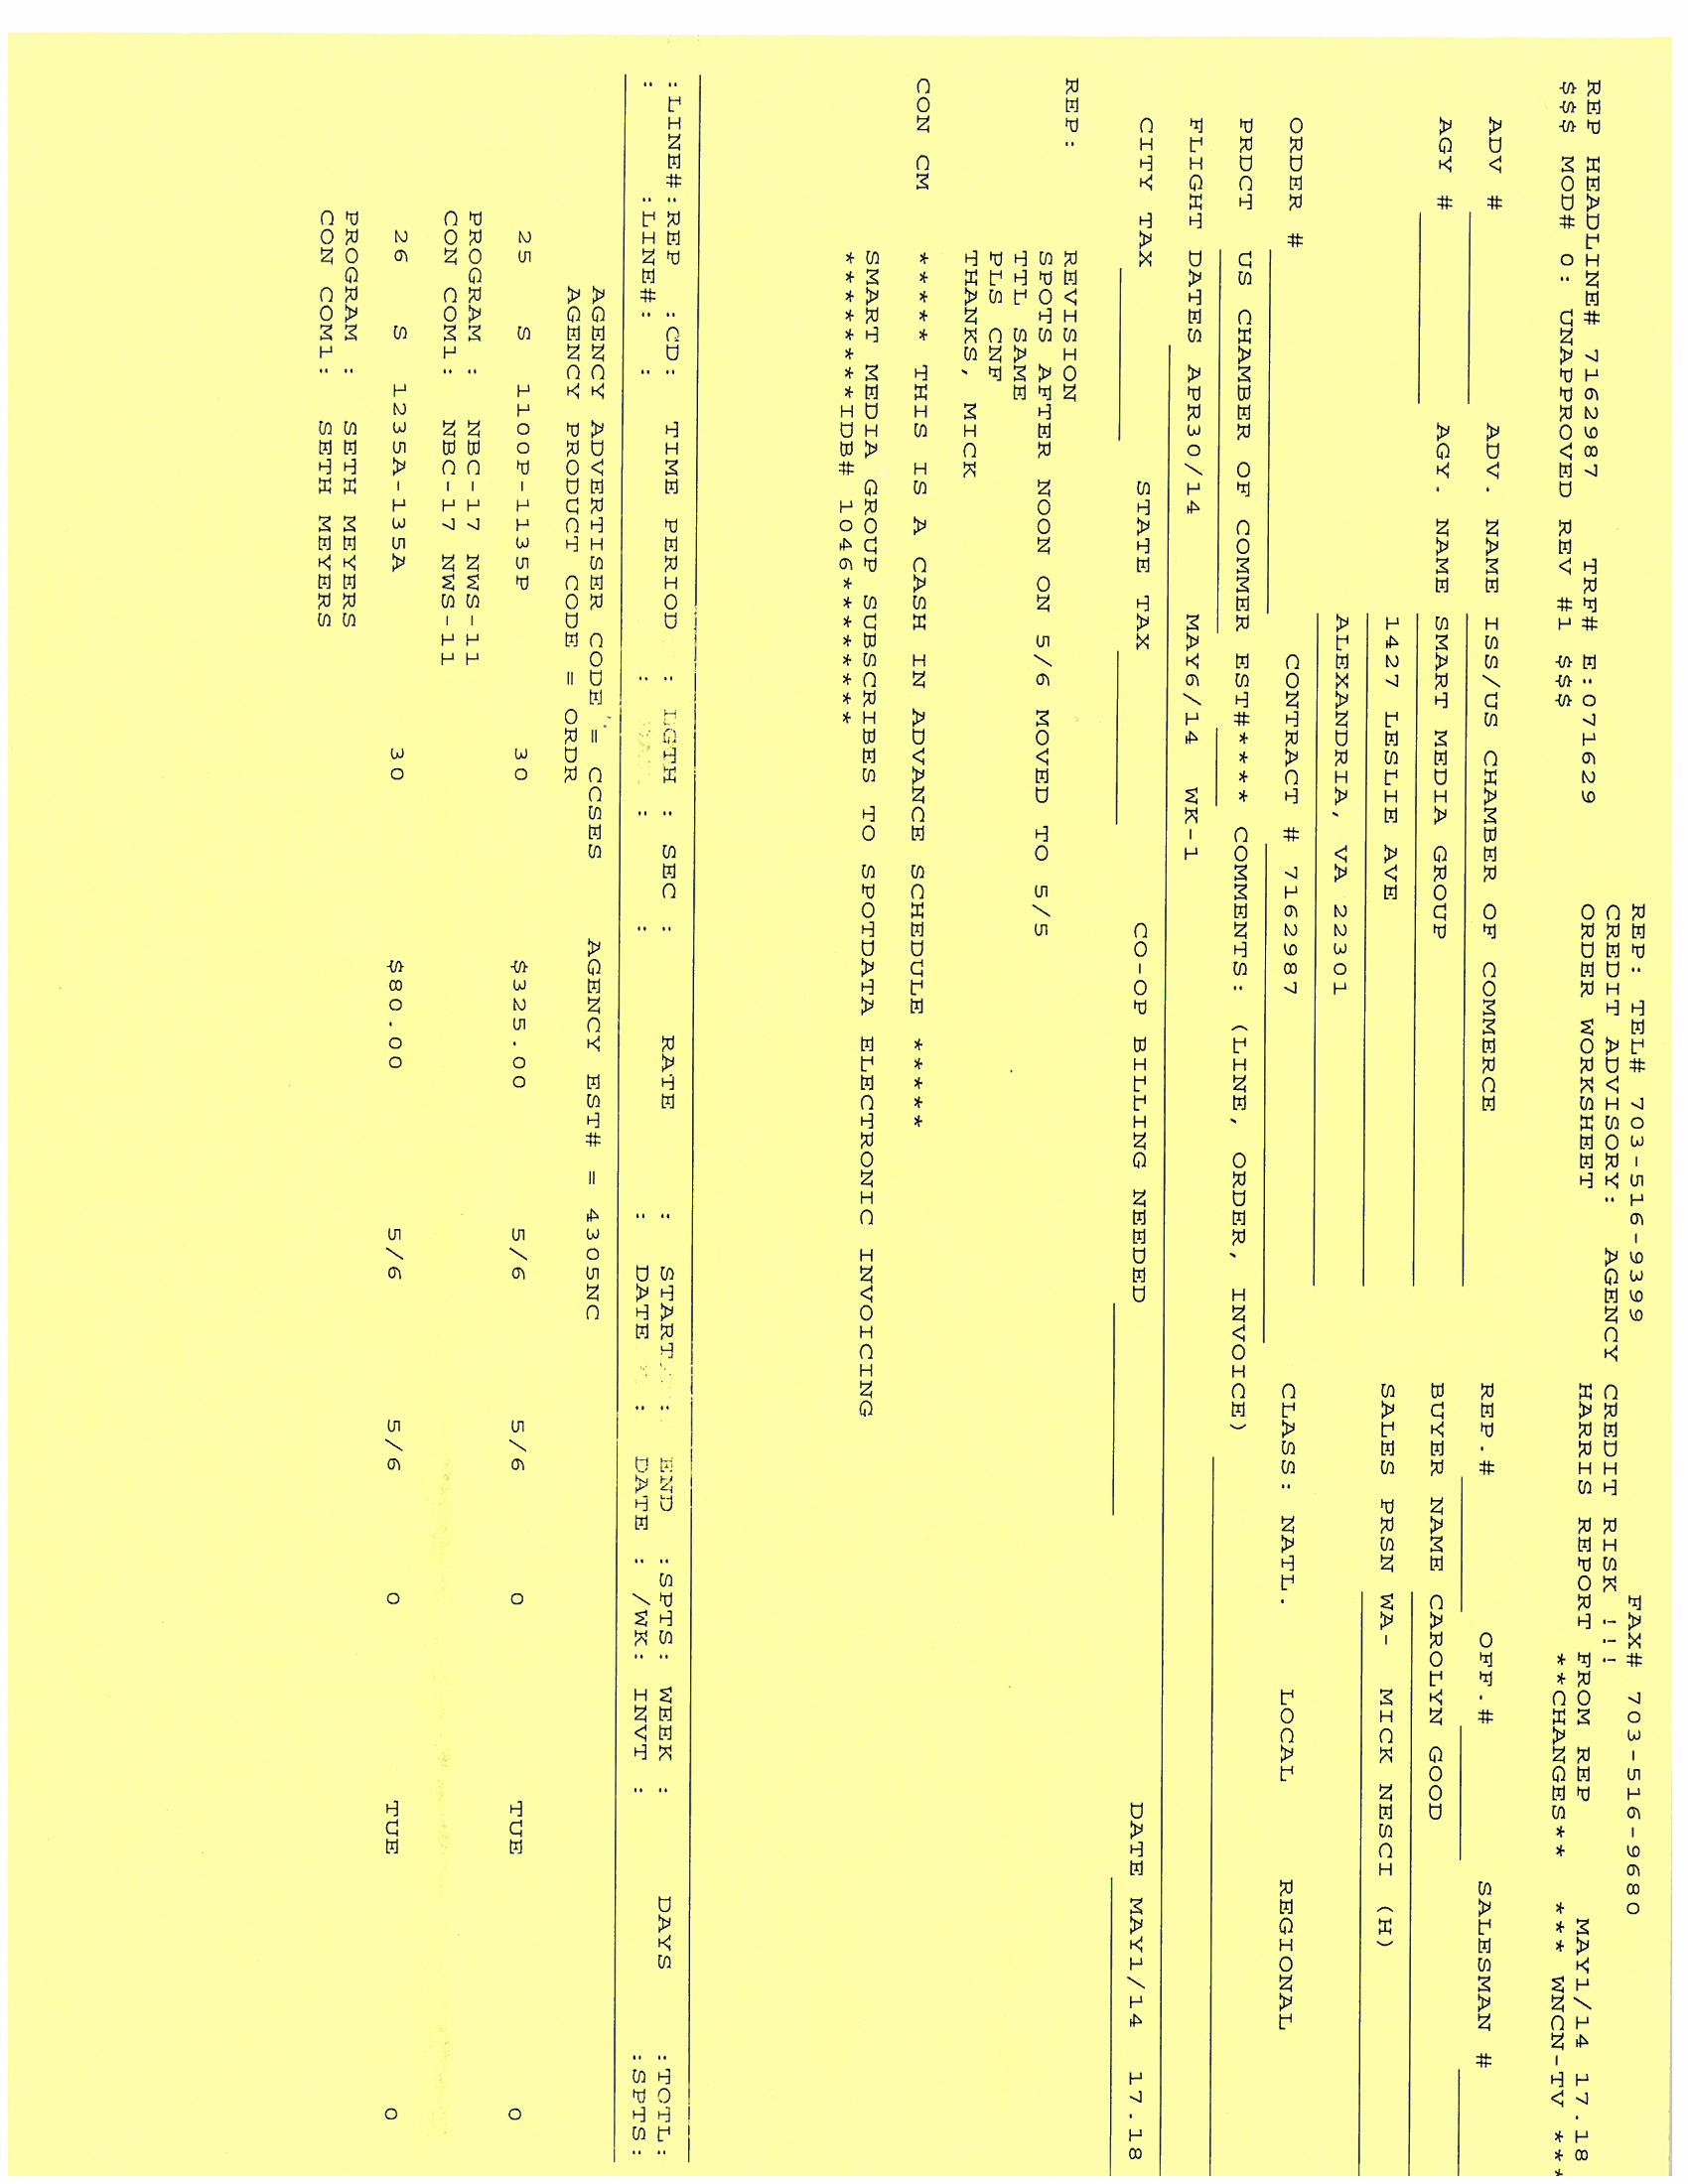 REP: TEL# 703-516-9399 FAX# 703-516-9680
CREDIT ADVISORY: AGENCY CREDIT RISK !!!
ORDER WORKSHEET HARRIS REPORT FROM REP MAY1/14 17.18
REP HEADLINE# 7162987 TRF# E:071629 **CHANGES** *** WNCN-TV ***
$$$ MOD# 0: UNAPPROVED REV #1 $$$
ADV # ADV. NAME ISS/US CHAMBER OF COMMERCE REP.# OFF.# SALESMAN #
AGY # AGY. NAME SMART MEDIA GROUP BUYER NAME CAROLYN GOOD
1427 LESLIE AVE SALES PRSN WA- MICK NESCI (H)
ALEXANDRIA, VA 22301
ORDER # CONTRACT # 7162987 CLASS: NATL. LOCAL REGIONAL
PRDCT US CHAMBER OF COMMER EST#**** COMMENTS: (LINE, ORDER, INVOICE)
FLIGHT DATES APR30/14 MAY6/14 WK-1
CITY TAX STATE TAX CO-OP BILLING NEEDED DATE MAY1/14 17.18
REP: REVISION
SPOTS AFTER NOON ON 5/6 MOVED TO 5/5
TTL SAME
PLS CNF
THANKS, MICK
CON CM ***** THIS IS A CASH IN ADVANCE SCHEDULE *****
SMART MEDIA GROUP SUBSCRIBES TO SPOTDATA ELECTRONIC INVOICING
********IDB# 1046********
:LINE#:REP :CD: TIME PERIOD : LGTH : SEC : RATE : START : END :SPTS: WEEK : DAYS :TOTL:
: :LINE#: : : : : : DATE : DATE : /WK: INVT : :SPTS:
AGENCY ADVERTISER CODE = CCSES AGENCY EST# = 4305NC
AGENCY PRODUCT CODE = ORDR
25 S 1100P-1135P 30 $325.00 5/6 5/6 0 TUE 0
PROGRAM : NBC-17 NWS-11
CON COM1: NBC-17 NWS-11
26 S 1235A-135A 30 $80.00 5/6 5/6 0 TUE 0
PROGRAM : SETH MEYERS
CON COM1: SETH MEYERS